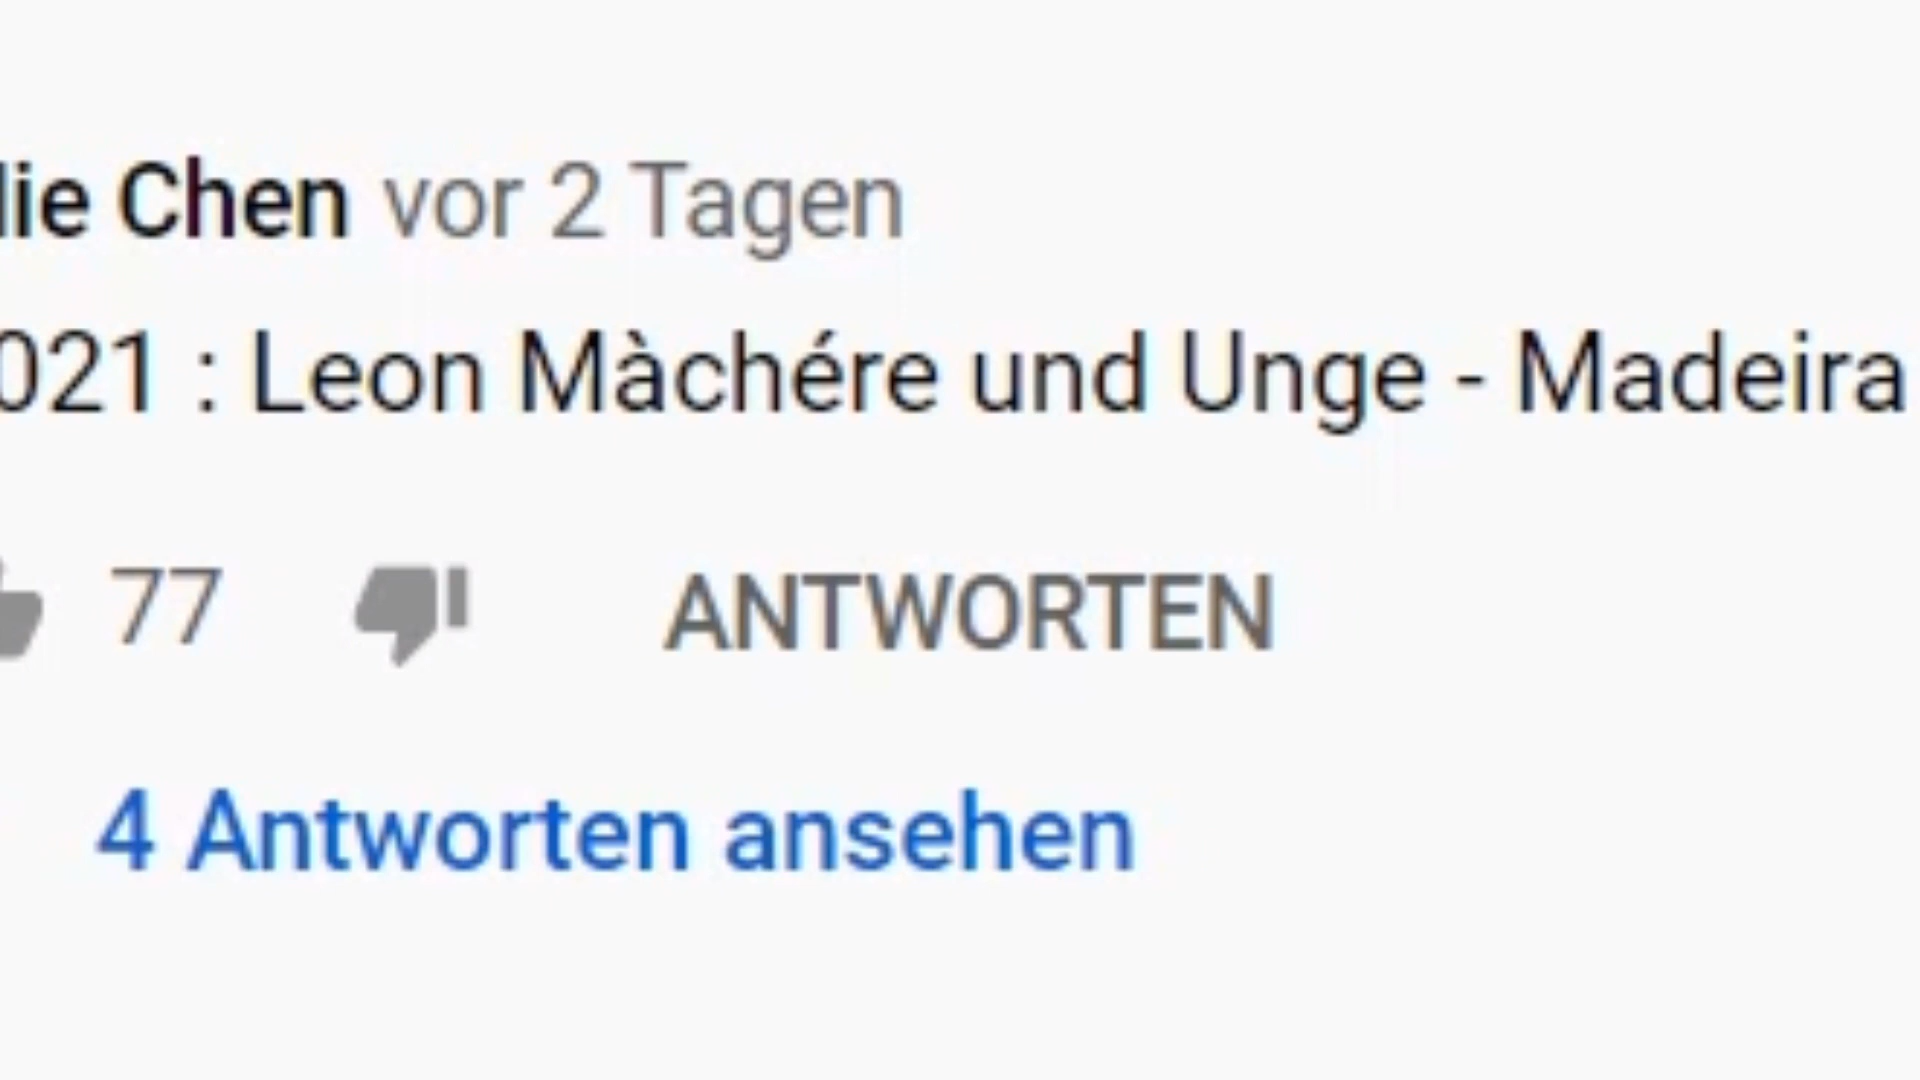 lie Chen vor 2 Tagen
021 : Leon Màchére und Unge - Madeira
77 ANTWORTEN
4 Antworten ansehen